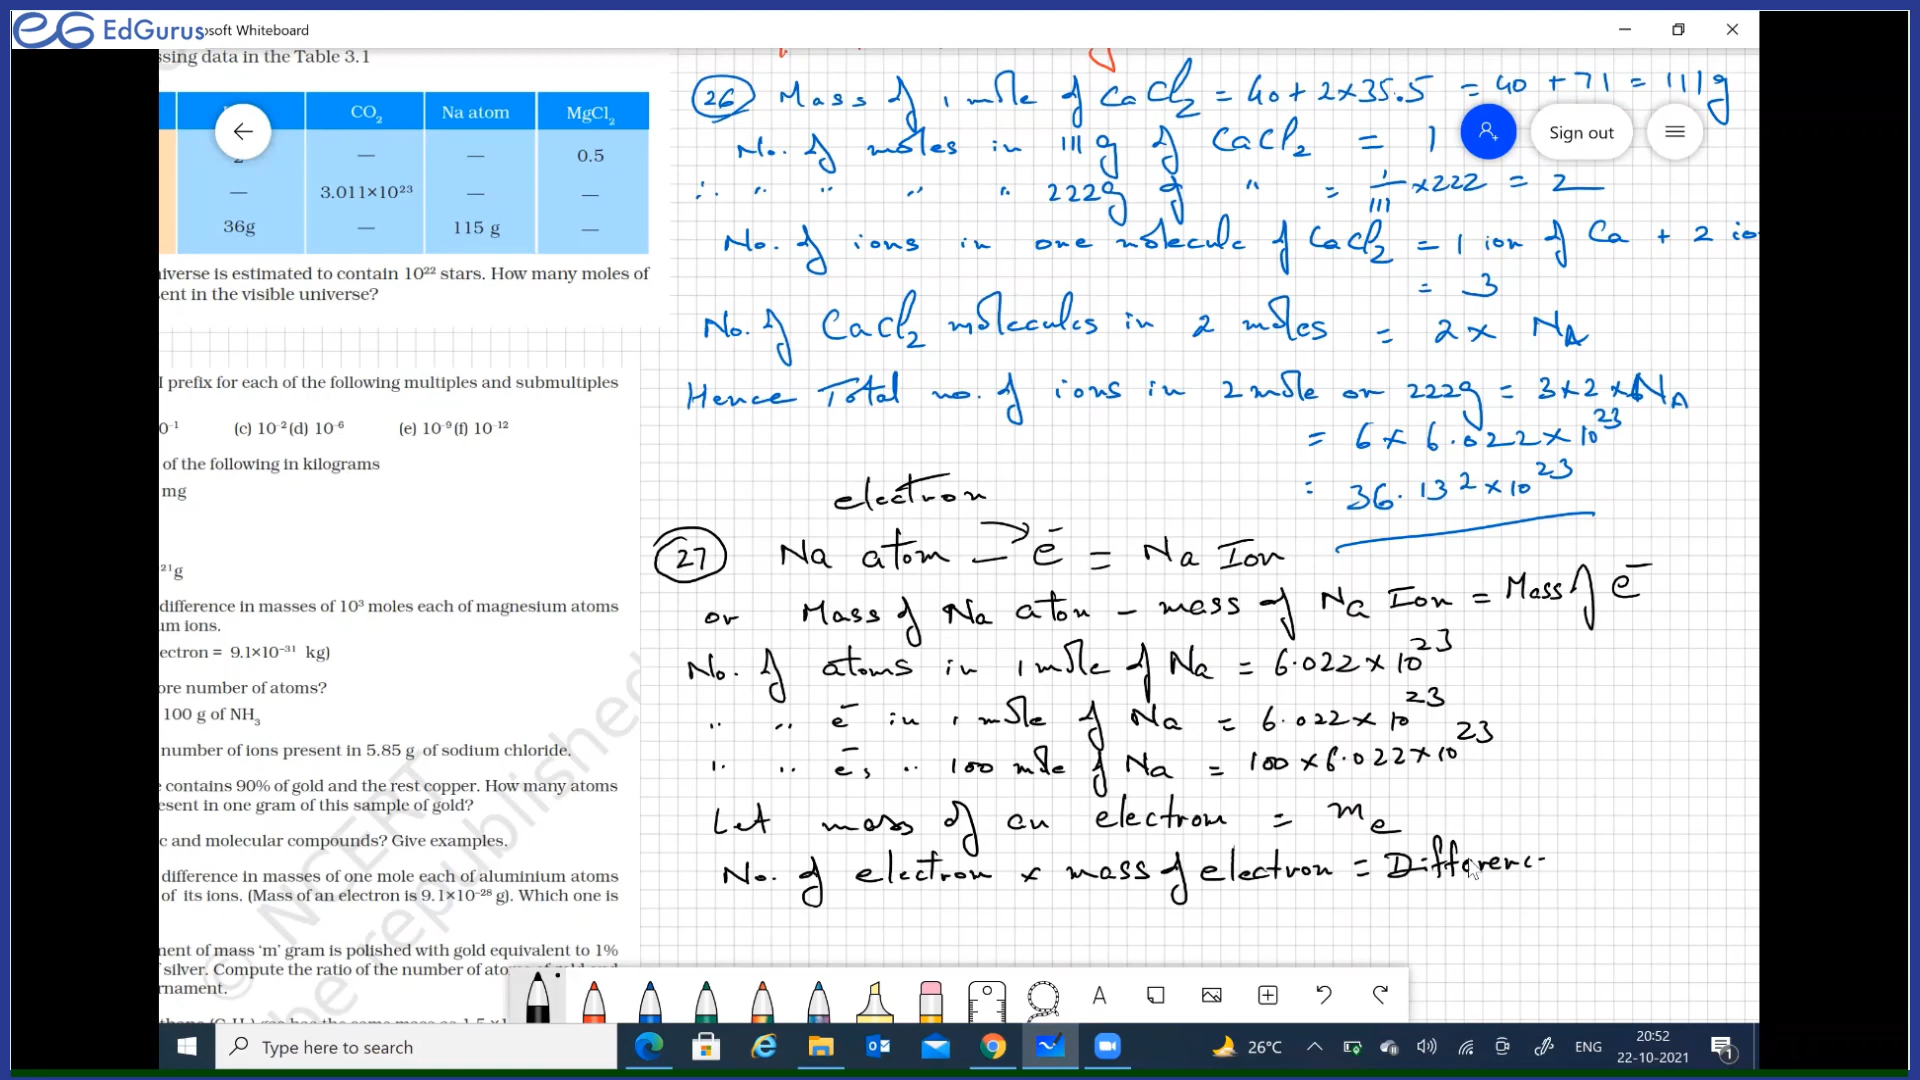 EdGurus
osoft Whiteboard
ssing data in the Table 3.1
CO2 Na atom MgCl2
— — 0.5
— 3.011×10²³ — —
36g — 115 g —
iverse is estimated to contain 10²² stars. How many moles of
ent in the visible universe?
I prefix for each of the following multiples and submultiples
0⁻¹ (c) 10⁻² (d) 10⁻⁶ (e) 10⁻⁹ (f) 10⁻¹²
of the following in kilograms
mg
²¹g
difference in masses of 10³ moles each of magnesium atoms
um ions.
ectron = 9.1×10⁻³¹ kg)
ore number of atoms?
100 g of NH3
number of ions present in 5.85 g of sodium chloride.
contains 90% of gold and the rest copper. How many atoms
esent in one gram of this sample of gold?
c and molecular compounds? Give examples.
difference in masses of one mole each of aluminium atoms
of its ions. (Mass of an electron is 9.1×10⁻²⁸ g). Which one is
nent of mass 'm' gram is polished with gold equivalent to 1%
silver. Compute the ratio of the number of
rnament.
© NCERT
be republished
26 Mass of 1 mole of CaCl2 = 40 + 2×35.5 = 40 + 71 = 111g
No. of moles in 111g of CaCl2 = 1
∴ " " " " 222g of " = 1/111 ×222 = 2
No. of ions in one molecule of CaCl2 = 1 ion of Ca + 2 io
= 3
No. of CaCl2 molecules in 2 moles = 2 × NA
Hence Total no. of ions in 2 mole or 222g = 3×2×NA
= 6 × 6.022×10²³
= 36.132×10²³
electron
27 Na atom — e⁻ = Na Ion
or Mass of Na atom – mass of Na Ion = Mass of e⁻
No. of atoms in 1 mole of Na = 6.022×10²³
" " e⁻ in 1 mole of Na = 6.022×10²³
" " e⁻s " 100 mole of Na = 100×6.022×10²³
Let mass of an electron = me
No. of electron × mass of electron = Differenc
Sign out
A
Type here to search
26°C
ENG
20:52
22-10-2021
1